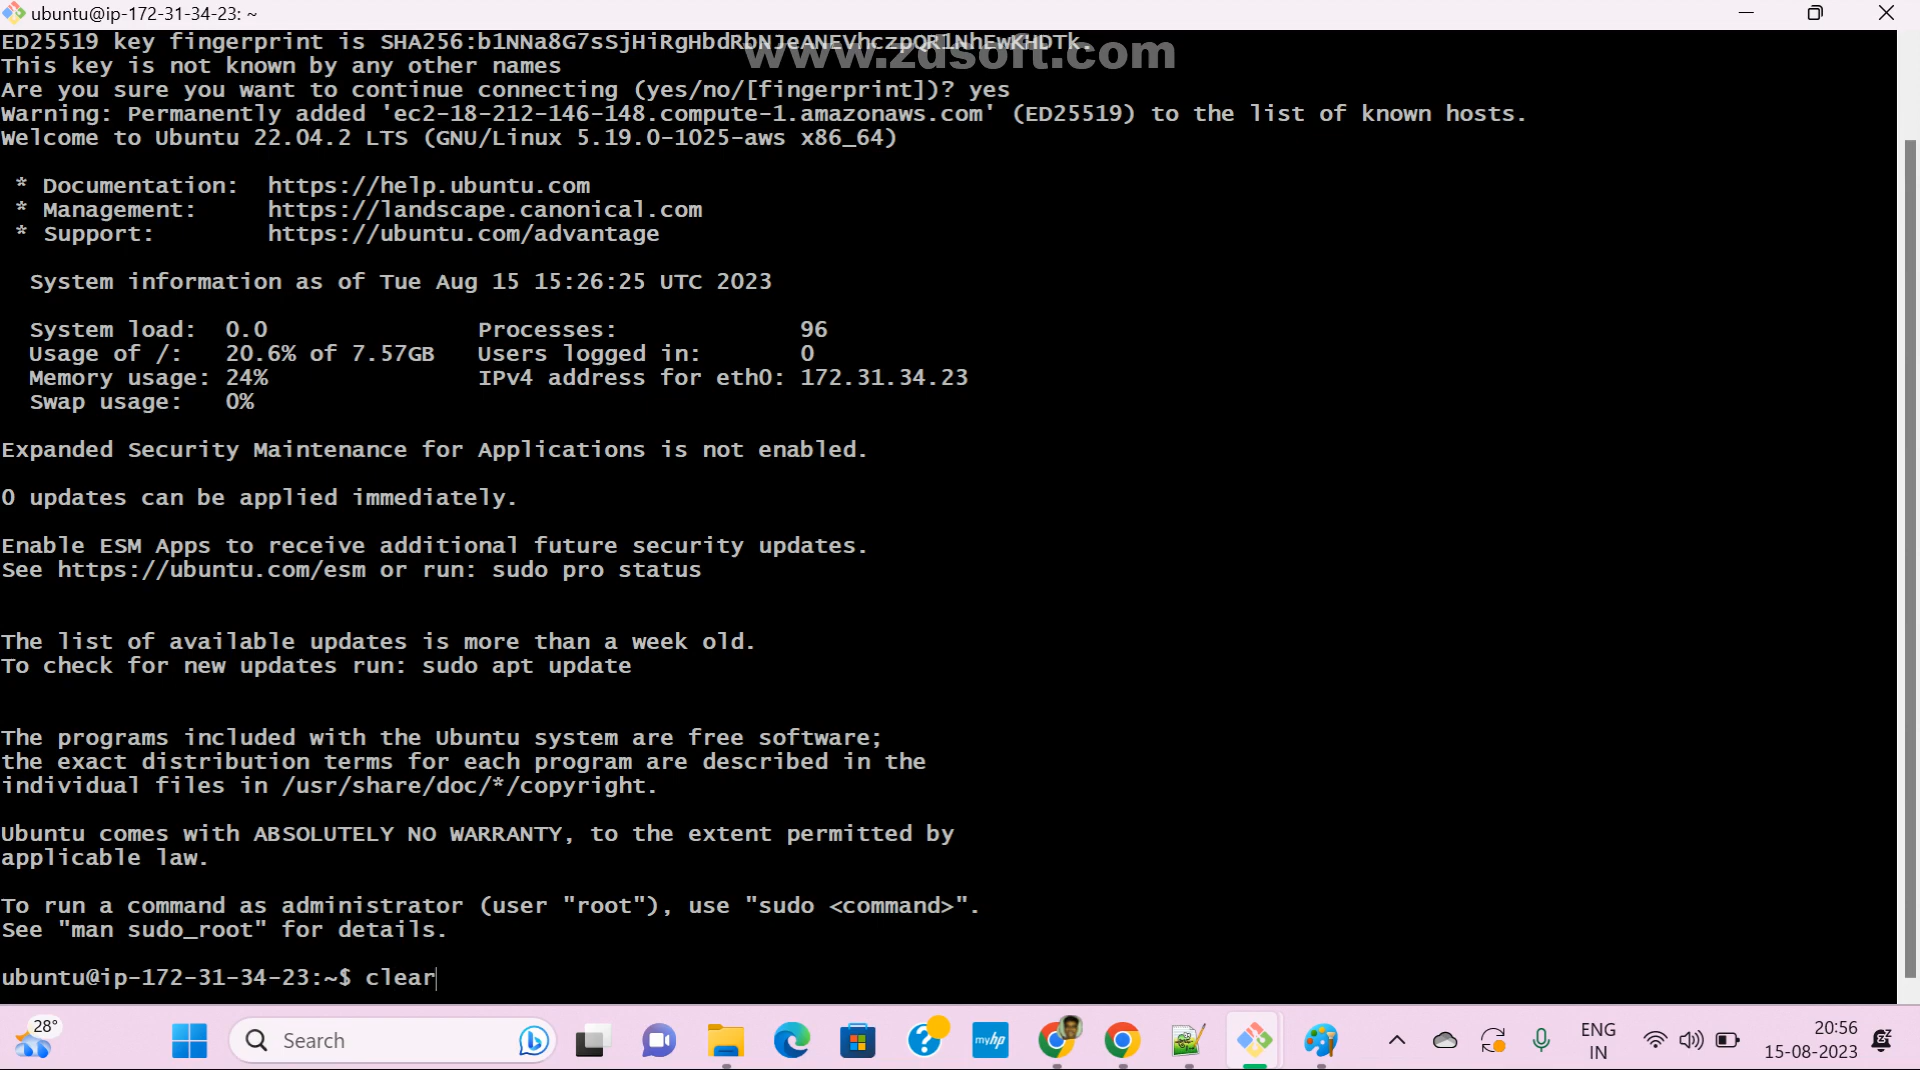 ubuntu@ip-172-31-34-23: ~
ED25519 key fingerprint is SHA256:b1NNa8G7sSjHiRgHbdRbNJeANEVhczpQR1NhEwKHDTk.
www.zdsoft.com
This key is not known by any other names
Are you sure you want to continue connecting (yes/no/[fingerprint])? yes
Warning: Permanently added 'ec2-18-212-146-148.compute-1.amazonaws.com' (ED25519) to the list of known hosts.
Welcome to Ubuntu 22.04.2 LTS (GNU/Linux 5.19.0-1025-aws x86_64)
* Documentation:  https://help.ubuntu.com
* Management:     https://landscape.canonical.com
* Support:        https://ubuntu.com/advantage
System information as of Tue Aug 15 15:26:25 UTC 2023
System load:  0.0               Processes:             96
Usage of /:   20.6% of 7.57GB   Users logged in:       0
Memory usage: 24%               IPv4 address for eth0: 172.31.34.23
Swap usage:   0%
Expanded Security Maintenance for Applications is not enabled.
0 updates can be applied immediately.
Enable ESM Apps to receive additional future security updates.
See https://ubuntu.com/esm or run: sudo pro status
The list of available updates is more than a week old.
To check for new updates run: sudo apt update
The programs included with the Ubuntu system are free software;
the exact distribution terms for each program are described in the
individual files in /usr/share/doc/*/copyright.
Ubuntu comes with ABSOLUTELY NO WARRANTY, to the extent permitted by
applicable law.
To run a command as administrator (user "root"), use "sudo <command>".
See "man sudo_root" for details.
ubuntu@ip-172-31-34-23:~$ clear
28°
Search
myhp
ENG
IN
20:56
15-08-2023